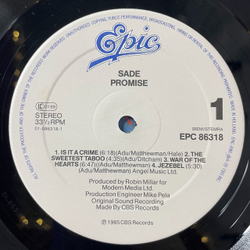 Epic
SADE
PROMISE
STEREO
33⅓ RPM
1
BIEM/STEMRA
EPC 86318
1. IS IT A CRIME (6:18)(Adu/Matthewman/Hale) 2. THE
SWEETEST TABOO (4:35)(Adu/Ditcham) 3. WAR OF THE
HEARTS (6:47)(Adu/Matthewman) 4. JEZEBEL (5:30)
(Adu/Matthewman) Angel Music Ltd.
Produced by Robin Millar for
Modern Media Ltd.
Production Engineer Mike Pela
Original Sound Recording
Made by CBS Records
℗ 1985 CBS Records